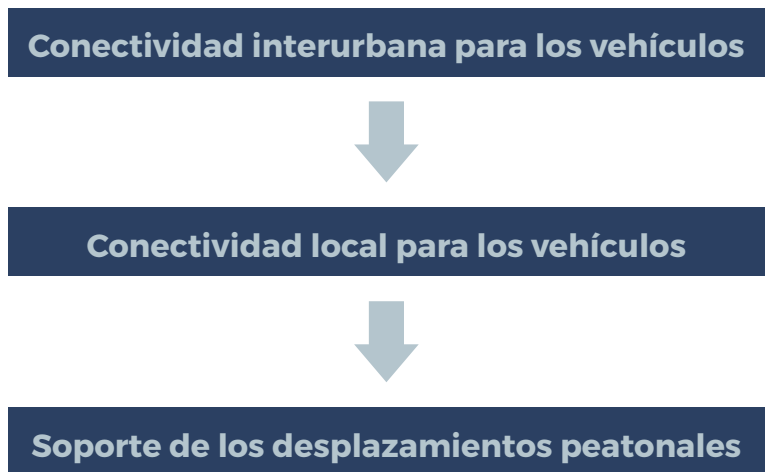 Conectividad interurbana para los vehículos
Conectividad local para los vehículos
Soporte de los desplazamientos peatonales